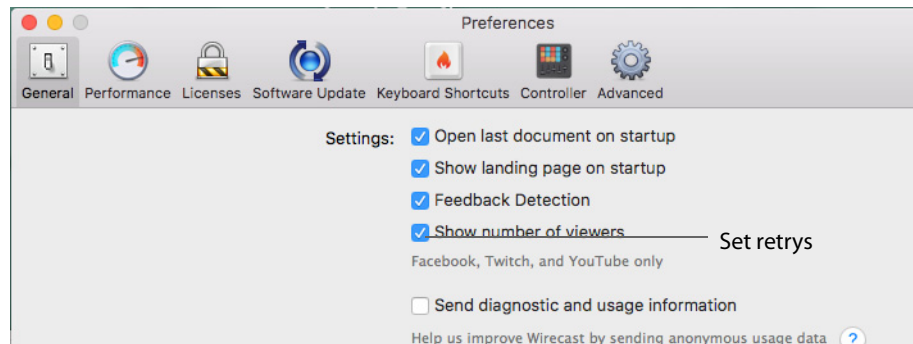 Preferences
General Performance Licenses Software Update Keyboard Shortcuts Controller Advanced
Settings: Open last document on startup
Show landing page on startup
Feedback Detection
Show number of viewers
Set retrys
Facebook, Twitch, and YouTube only
Send diagnostic and usage information
Help us improve Wirecast by sending anonymous usage data ?